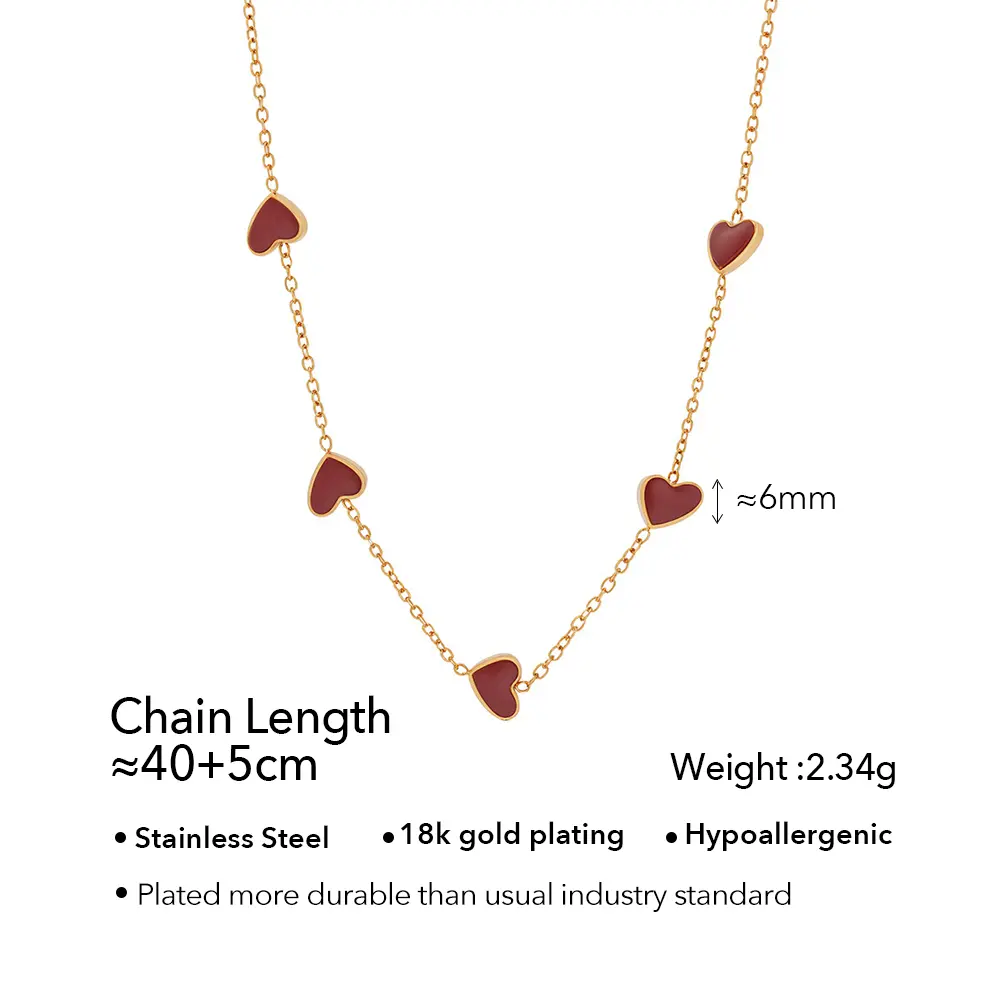 ≈6mm
Chain Length
≈40+5cm
Weight :2.34g
• Stainless Steel
• 18k gold plating
• Hypoallergenic
• Plated more durable than usual industry standard